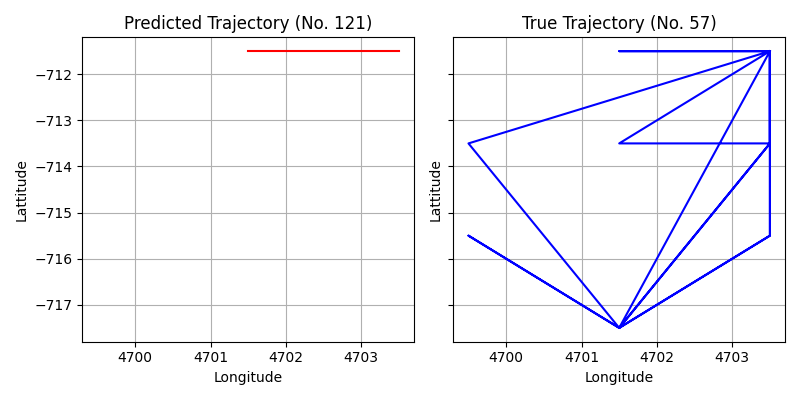 Predicted Trajectory (No. 121)
−712
−713
−714
−715
−716
−717
Lattitude
4700
4701
4702
4703
Longitude
True Trajectory (No. 57)
Lattitude
4700
4701
4702
4703
Longitude